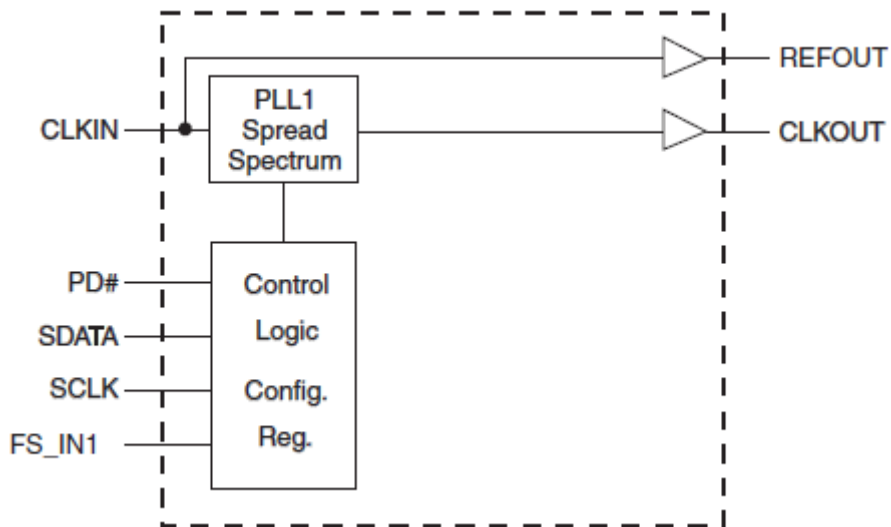 REFOUT
PLL1
Spread
Spectrum
CLKIN
CLKOUT
PD#
SDATA
SCLK
FS_IN1
Control
Logic
Config.
Reg.